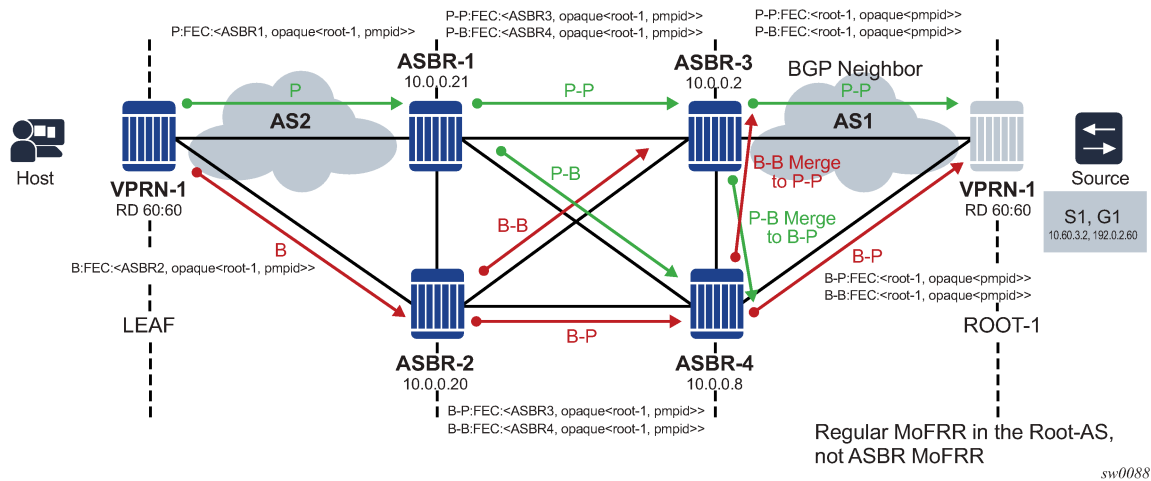 P:FEC:<ASBR1, opaque<root-1, pmpid>>
P-P:FEC:<ASBR3, opaque<root-1, pmpid>>
P-B:FEC:<ASBR4, opaque<root-1, pmpid>>
P-P:FEC:<root-1, opaque<pmpid>>
P-B:FEC:<root-1, opaque<pmpid>>
ASBR-1
10.0.0.21
ASBR-3
10.0.0.2
BGP Neighbor
P
P-P
P-P
AS2
AS1
Host
VPRN-1
RD 60:60
P-B
B-B
B-B Merge
to P-P
P-B Merge
to B-P
VPRN-1
RD 60:60
Source
S1, G1
10.60.3.2, 192.0.2.60
B
B-P
B:FEC:<ASBR2, opaque<root-1, pmpid>>
B-P:FEC:<root-1, opaque<pmpid>>
B-B:FEC:<root-1, opaque<pmpid>>
LEAF
B-P
ROOT-1
ASBR-2
10.0.0.20
ASBR-4
10.0.0.8
B-P:FEC:<ASBR3, opaque<root-1, pmpid>>
B-B:FEC:<ASBR4, opaque<root-1, pmpid>>
Regular MoFRR in the Root-AS,
not ASBR MoFRR
sw0088